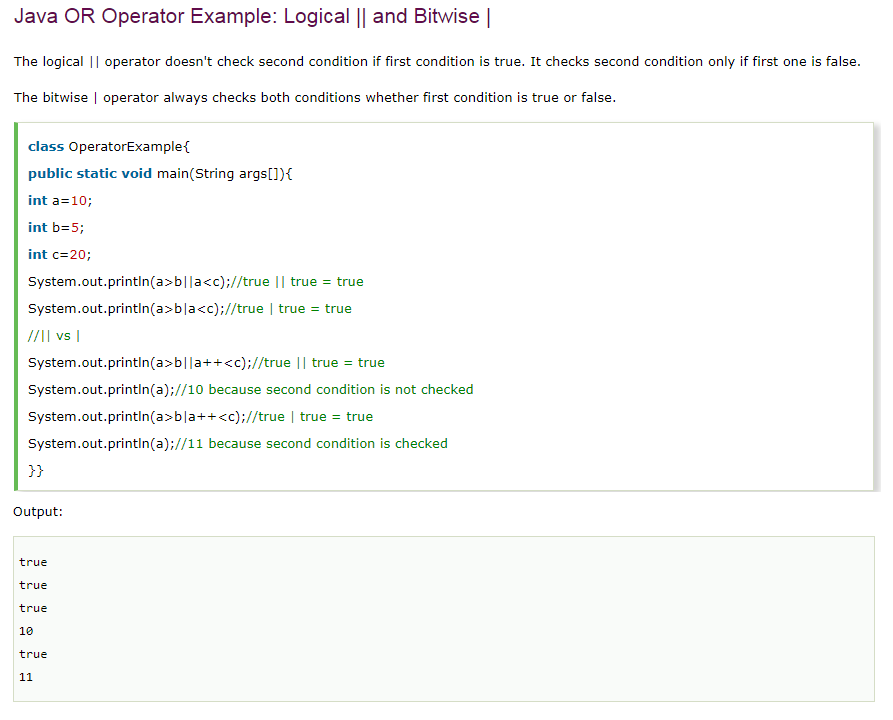 Java OR Operator Example: Logical || and Bitwise |
The logical || operator doesn't check second condition if first condition is true. It checks second condition only if first one is false.
The bitwise | operator always checks both conditions whether first condition is true or false.
class OperatorExample{
public static void main(String args[]){
int a=10;
int b=5;
int c=20;
System.out.println(a>b||a<c);//true || true = true
System.out.println(a>b|a<c);//true | true = true
//|| vs |
System.out.println(a>b||a++<c);//true || true = true
System.out.println(a);//10 because second condition is not checked
System.out.println(a>b|a++<c);//true | true = true
System.out.println(a);//11 because second condition is checked
}}
Output:
true
true
true
10
true
11